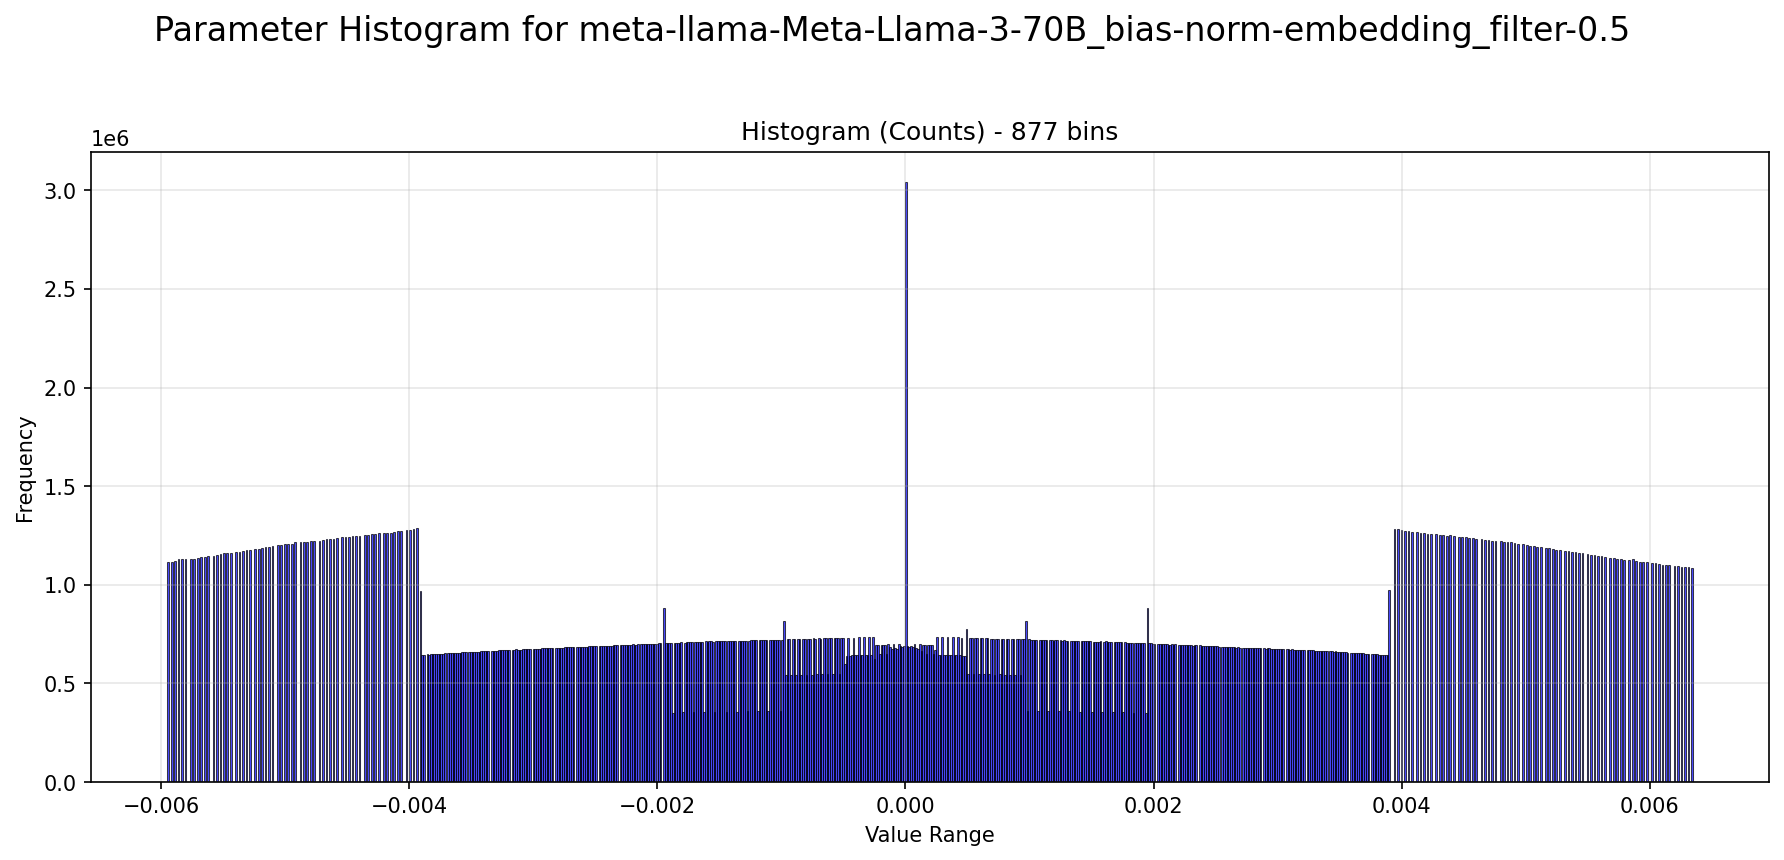 Parameter Histogram for meta-llama-Meta-Llama-3-70B_bias-norm-embedding_filter-0.5
Histogram (Counts) - 877 bins
1e6
3.0
2.5
2.0
1.5
1.0
0.5
0.0
Frequency
−0.006 −0.004 −0.002 0.000 0.002 0.004 0.006
Value Range